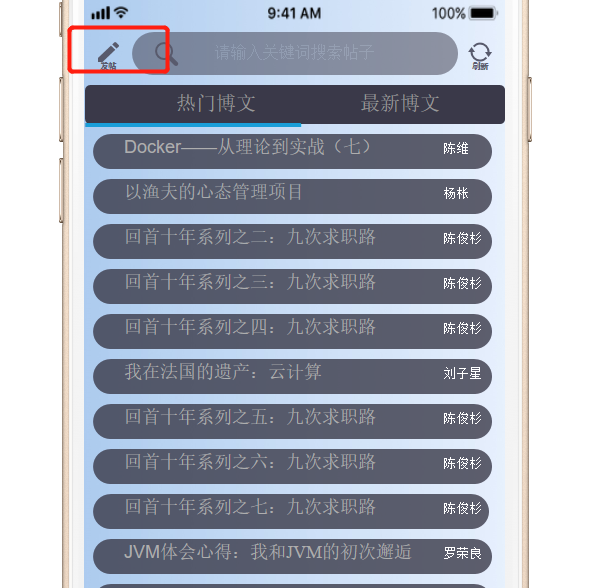 9:41 AM 100%
发帖 请输入关键词搜索帖子 刷新
热门博文 最新博文
Docker——从理论到实战（七） 陈维
以渔夫的心态管理项目 杨枨
回首十年系列之二：九次求职路 陈俊杉
回首十年系列之三：九次求职路 陈俊杉
回首十年系列之四：九次求职路 陈俊杉
我在法国的遗产：云计算 刘子星
回首十年系列之五：九次求职路 陈俊杉
回首十年系列之六：九次求职路 陈俊杉
回首十年系列之七：九次求职路 陈俊杉
JVM体会心得：我和JVM的初次邂逅 罗荣良